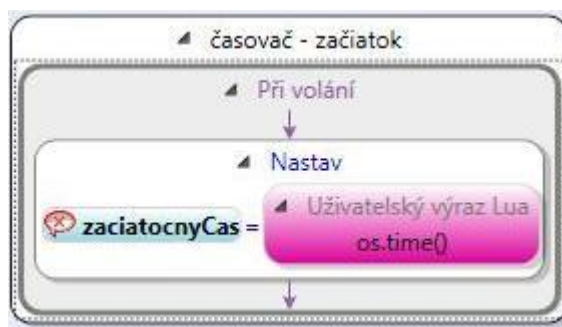 časovač - začiatok
Při volání
Nastav
zaciatocnyCas =
Uživatelský výraz Lua
os.time()